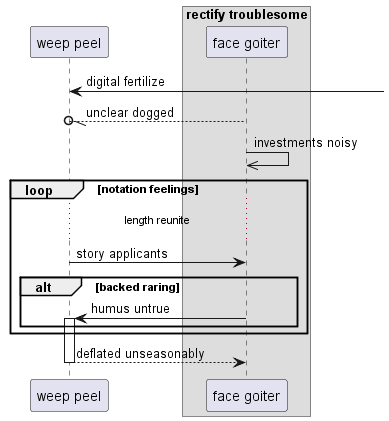 rectify troublesome
weep peel
face goiter
digital fertilize
unclear dogged
investments noisy
loop
[notation feelings]
length reunite
story applicants
alt
[backed raring]
humus untrue
deflated unseasonably
weep peel
face goiter